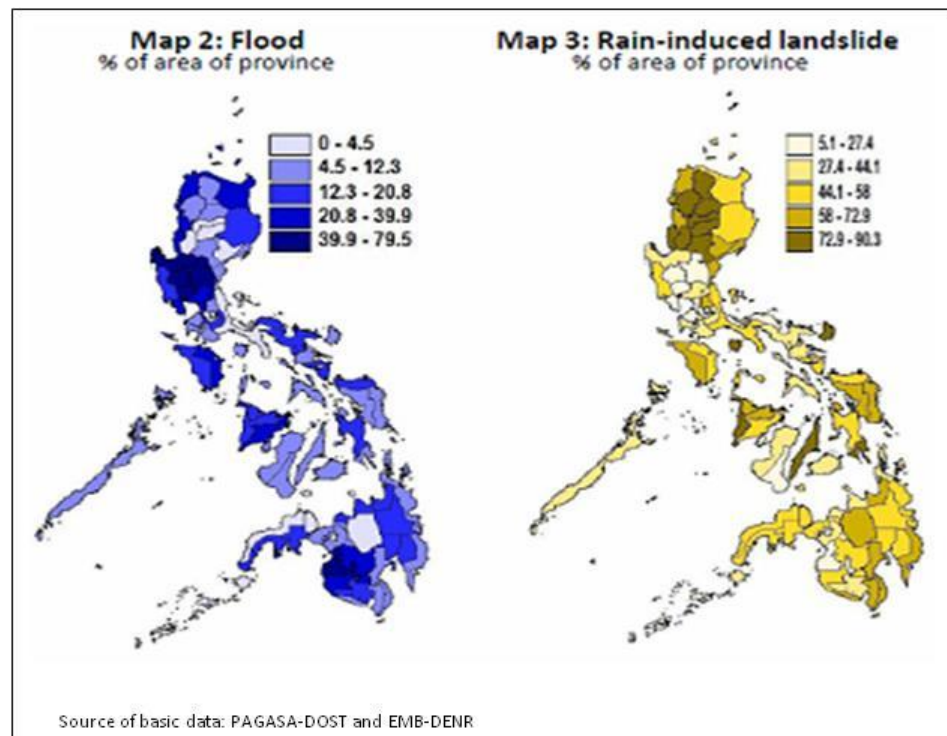 Map 2: Flood
% of area of province
0 - 4.5
4.5 - 12.3
12.3 - 20.8
20.8 - 39.9
39.9 - 79.5
Map 3: Rain-induced landslide
% of area of province
5.1 - 27.4
27.4 - 44.1
44.1 - 58
58 - 72.9
72.9 - 90.3
Source of basic data: PAGASA-DOST and EMB-DENR